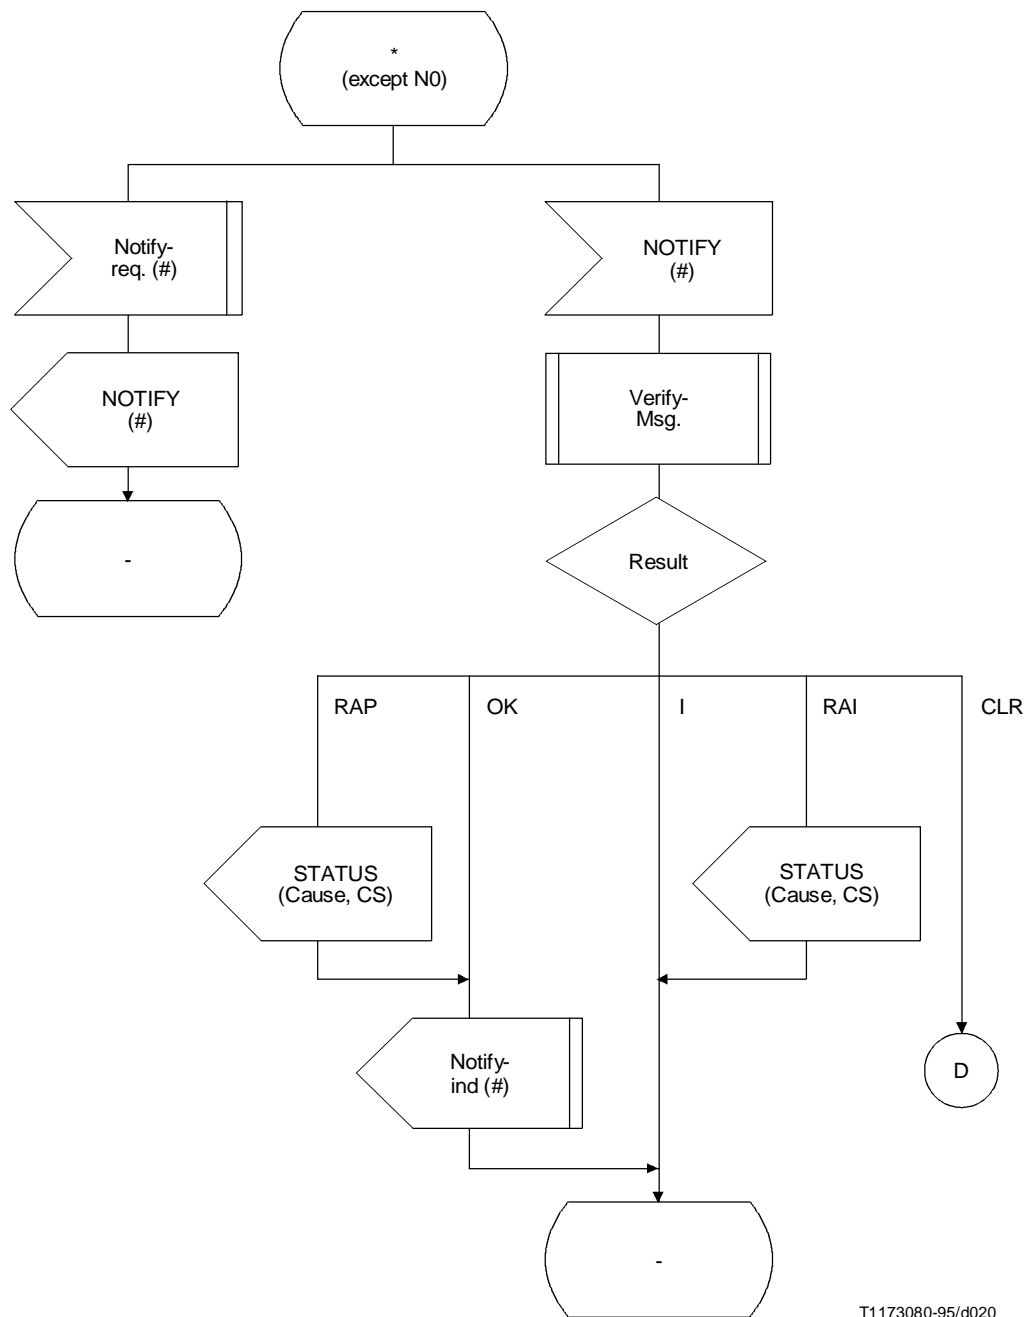 *
(except N0)
Notify-
req. (#)
NOTIFY
(#)
NOTIFY
(#)
Verify-
Msg.
-
Result
RAP
OK
I
RAI
CLR
STATUS
(Cause, CS)
STATUS
(Cause, CS)
Notify-
ind (#)
D
-
T1173080-95/d020